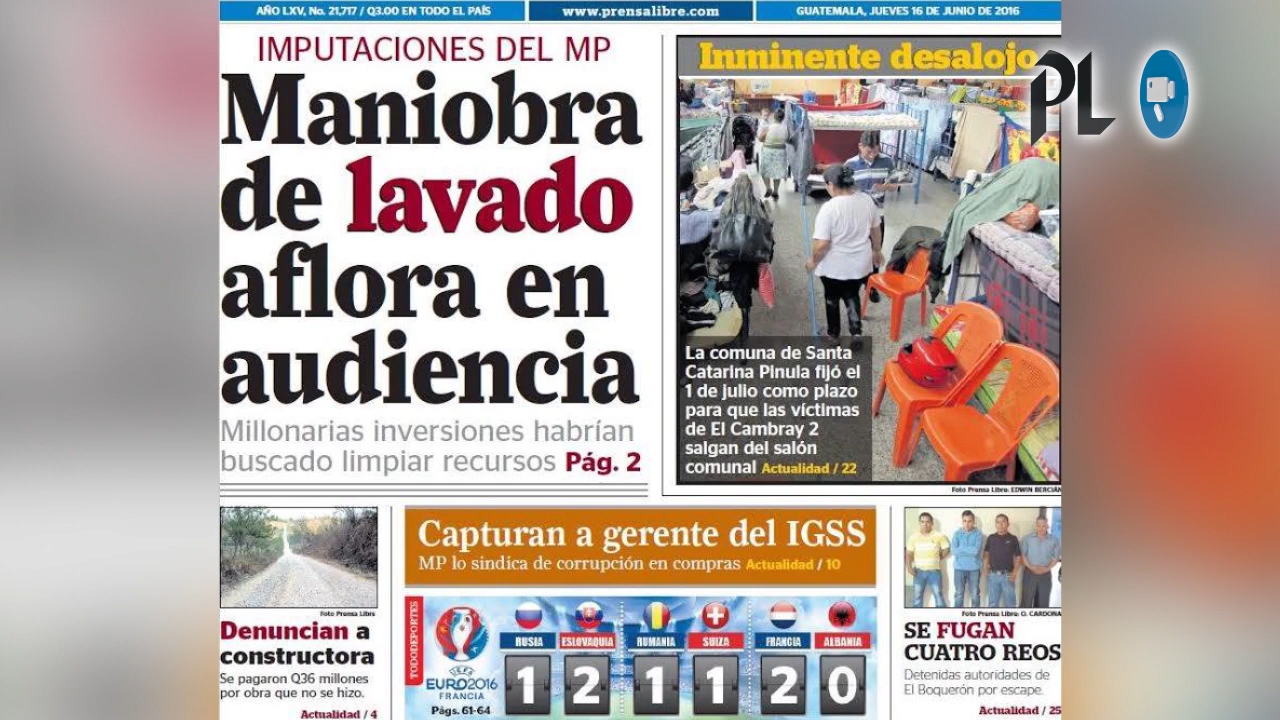 AÑO LXV, No. 21,717 / Q3.00 EN TODO EL PAÍS
www.prensalibre.com
GUATEMALA, JUEVES 16 DE JUNIO DE 2016
IMPUTACIONES DEL MP
Maniobra
de lavado
aflora en
audiencia
Millonarias inversiones habrían
buscado limpiar recursos Pág. 2
Inminente desalojo
PL
La comuna de Santa
Catarina Pinula fijó el
1 de julio como plazo
para que las víctimas
de El Cambray 2
salgan del salón
comunal Actualidad / 22
Foto Prensa Libre: EDWIN BERCIÁN
Foto Prensa Libre
Denuncian a
constructora
Se pagaron Q36 millones
por obra que no se hizo.
Actualidad / 4
Capturan a gerente del IGSS
MP lo sindica de corrupción en compras Actualidad / 10
TODODEPORTES
UEFA
EURO2016
FRANCIA
Págs. 61-64
RUSIA ESLOVAQUIA RUMANIA SUIZA FRANCIA ALBANIA
1 2 1 1 2 0
Foto Prensa Libre: O. CARDONA
SE FUGAN
CUATRO REOS
Detenidas autoridades de
El Boquerón por escape.
Actualidad / 25